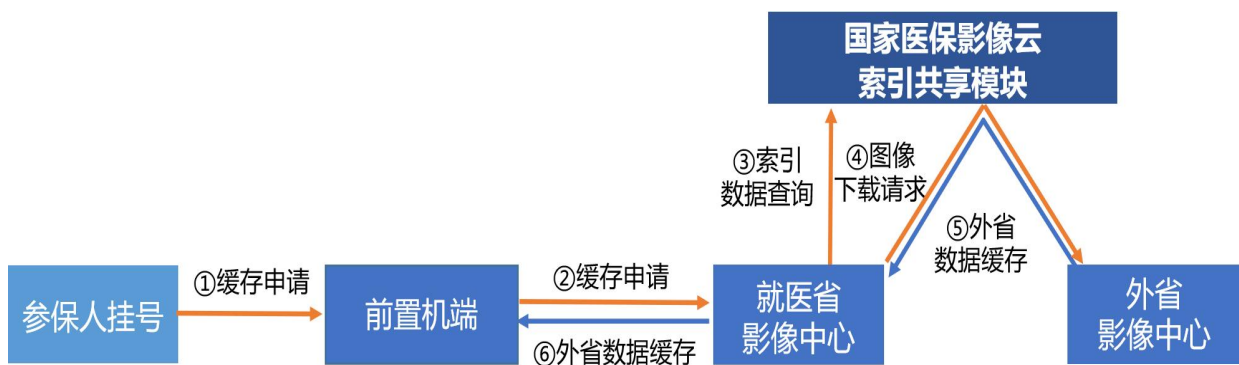 国家医保影像云
索引共享模块
③索引
数据查询
④图像
下载请求
⑤外省
数据缓存
参保人挂号
①缓存申请
前置机端
②缓存申请
⑥外省数据缓存
就医省
影像中心
外省
影像中心